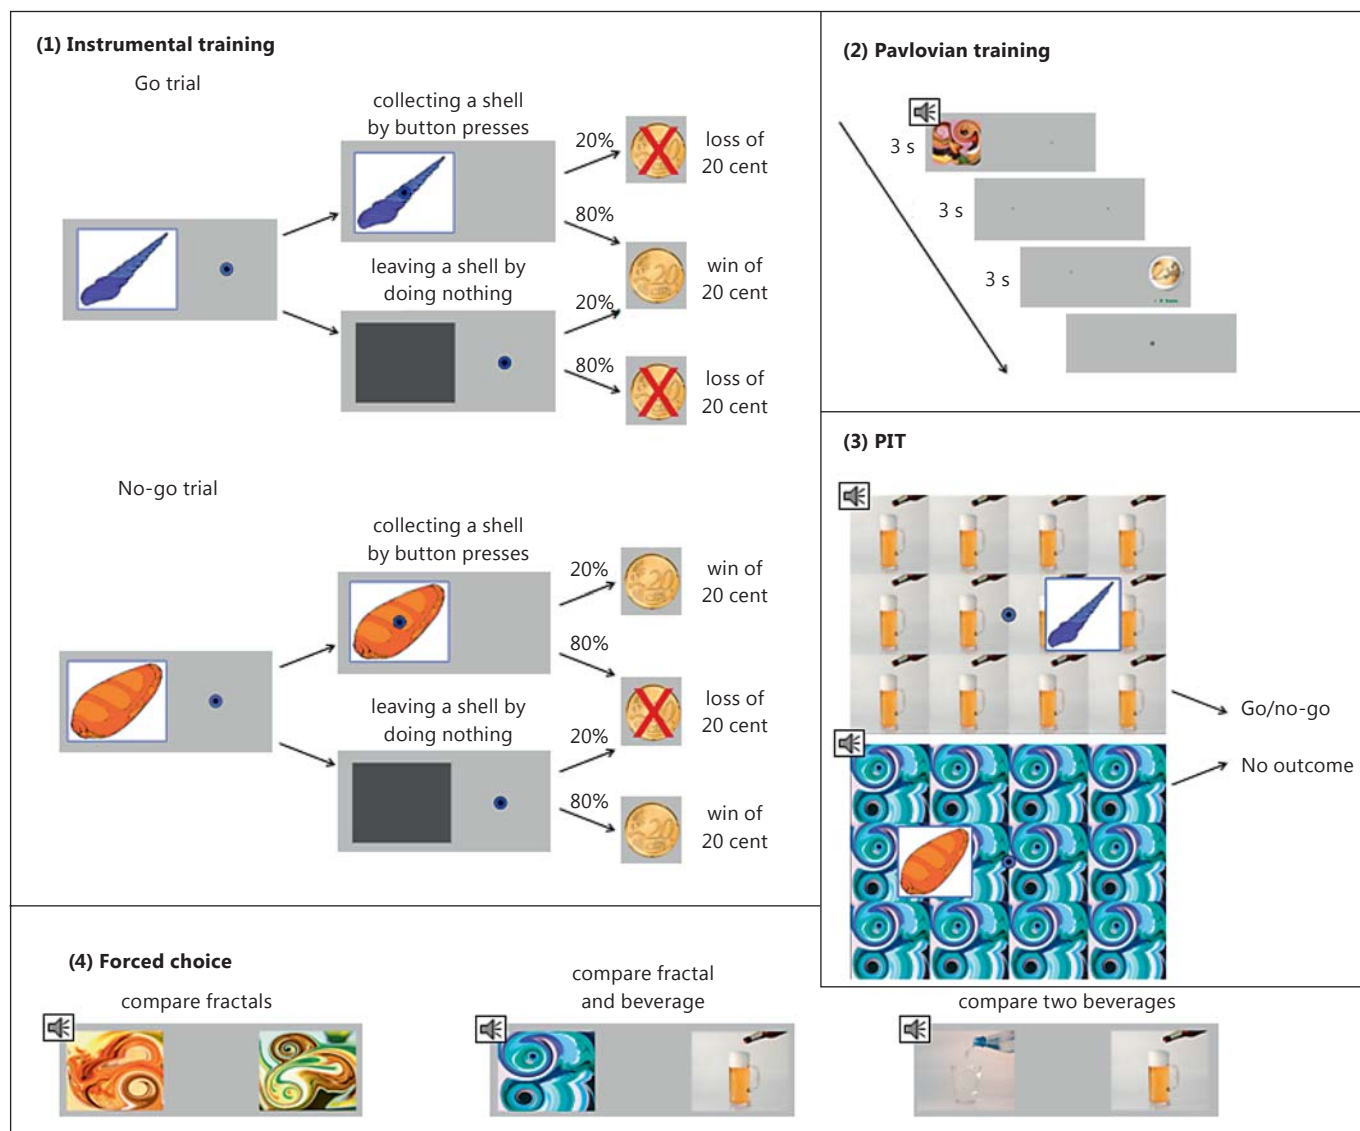 (1) Instrumental training
Go trial
collecting a shell
by button presses
20%
loss of
20 cent
80%
win of
20 cent
leaving a shell by
doing nothing
20%
80%
loss of
20 cent
No-go trial
collecting a shell
by button presses
20%
win of
20 cent
80%
loss of
20 cent
leaving a shell by
doing nothing
20%
80%
win of
20 cent
(2) Pavlovian training
3 s
3 s
3 s
(3) PIT
Go/no-go
No outcome
(4) Forced choice
compare fractals
compare fractal
and beverage
compare two beverages